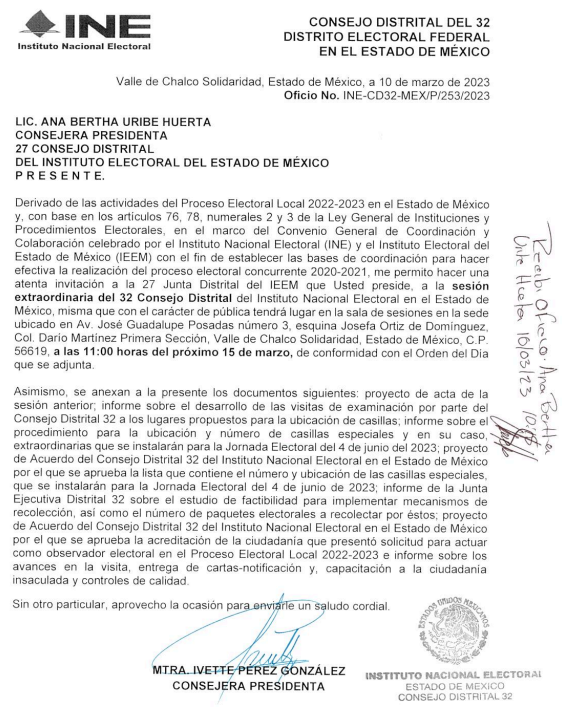 INE
Instituto Nacional Electoral
CONSEJO DISTRITAL DEL 32
DISTRITO ELECTORAL FEDERAL
EN EL ESTADO DE MÉXICO
Valle de Chalco Solidaridad, Estado de México, a 10 de marzo de 2023
Oficio No. INE-CD32-MEX/P/253/2023
LIC. ANA BERTHA URIBE HUERTA
CONSEJERA PRESIDENTA
27 CONSEJO DISTRITAL
DEL INSTITUTO ELECTORAL DEL ESTADO DE MÉXICO
P R E S E N T E.
Derivado de las actividades del Proceso Electoral Local 2022-2023 en el Estado de México
y, con base en los artículos 76, 78, numerales 2 y 3 de la Ley General de Instituciones y
Procedimientos Electorales, en el marco del Convenio General de Coordinación y
Colaboración celebrado por el Instituto Nacional Electoral (INE) y el Instituto Electoral del
Estado de México (IEEM) con el fin de establecer las bases de coordinación para hacer
efectiva la realización del proceso electoral concurrente 2020-2021, me permito hacer una
atenta invitación a la 27 Junta Distrital del IEEM que Usted preside, a la sesión
extraordinaria del 32 Consejo Distrital del Instituto Nacional Electoral en el Estado de
México, misma que con el carácter de pública tendrá lugar en la sala de sesiones en la sede
ubicado en Av. José Guadalupe Posadas número 3, esquina Josefa Ortiz de Domínguez,
Col. Darío Martínez Primera Sección, Valle de Chalco Solidaridad, Estado de México, C.P.
56619, a las 11:00 horas del próximo 15 de marzo, de conformidad con el Orden del Día
que se adjunta.
Asimismo, se anexan a la presente los documentos siguientes: proyecto de acta de la
sesión anterior; informe sobre el desarrollo de las visitas de examinación por parte del
Consejo Distrital 32 a los lugares propuestos para la ubicación de casillas; informe sobre el
procedimiento para la ubicación y número de casillas especiales y en su caso,
extraordinarias que se instalarán para la Jornada Electoral del 4 de junio del 2023; proyecto
de Acuerdo del Consejo Distrital 32 del Instituto Nacional Electoral en el Estado de México
por el que se aprueba la lista que contiene el número y ubicación de las casillas especiales,
que se instalarán para la Jornada Electoral del 4 de junio de 2023; informe de la Junta
Ejecutiva Distrital 32 sobre el estudio de factibilidad para implementar mecanismos de
recolección, así como el número de paquetes electorales a recolectar por éstos; proyecto
de Acuerdo del Consejo Distrital 32 del Instituto Nacional Electoral en el Estado de México
por el que se aprueba la acreditación de la ciudadanía que presentó solicitud para actuar
como observador electoral en el Proceso Electoral Local 2022-2023 e informe sobre los
avances en la visita, entrega de cartas-notificación y, capacitación a la ciudadanía
insaculada y controles de calidad.
Sin otro particular, aprovecho la ocasión para enviarle un saludo cordial.
MTRA. IVETTE PÉREZ GONZÁLEZ
CONSEJERA PRESIDENTA
ESTADOS UNIDOS MEXICANOS
INSTITUTO NACIONAL ELECTORAL
ESTADO DE MEXICO
CONSEJO DISTRITAL 32
Recibí Oficio. Ana Bertha
Huerta 10/03/23